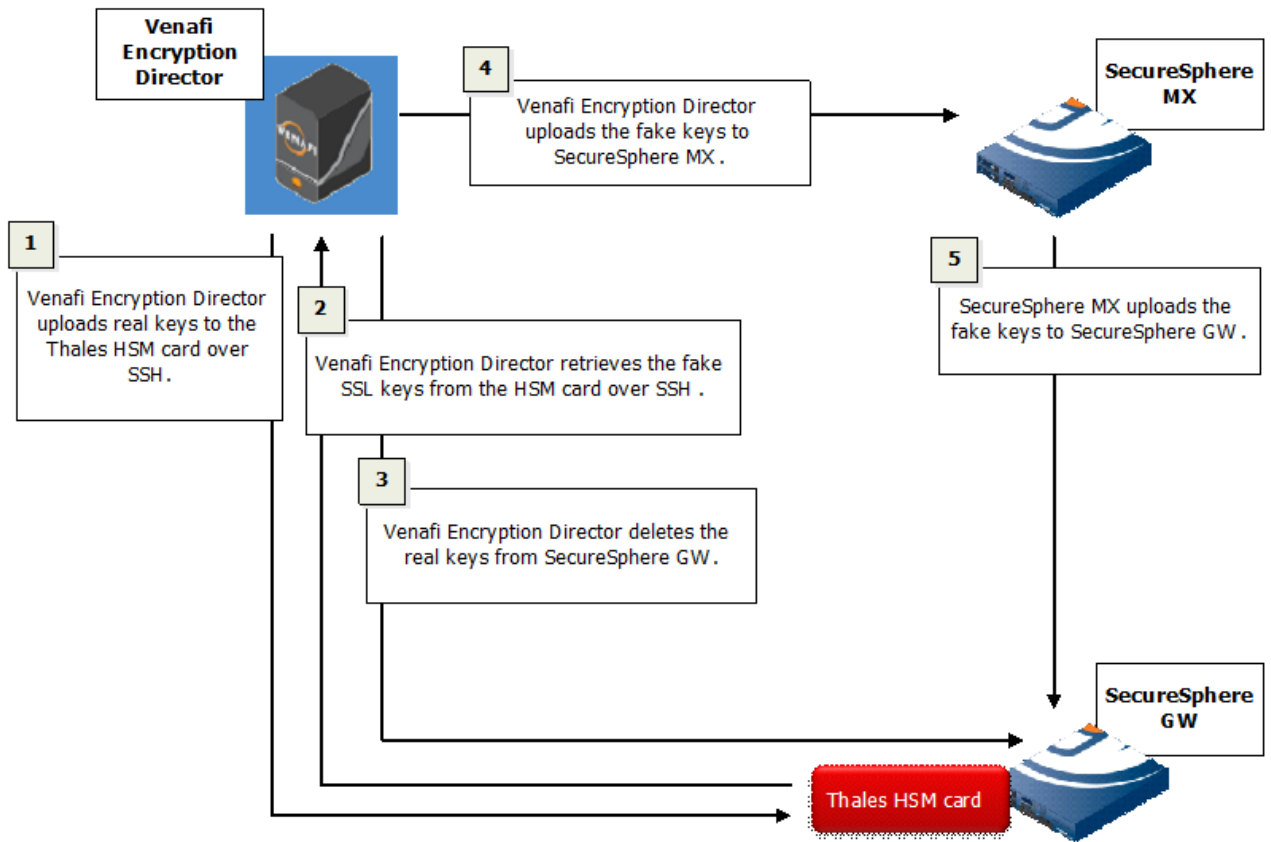 Venafi
Encryption
Director
4
Venafi Encryption Director
uploads the fake keys to
SecureSphere MX.
SecureSphere
MX
VENAFI
1
Venafi Encryption Director
uploads real keys to the
Thales HSM card over
SSH.
2
Venafi Encryption Director retrieves the fake
SSL keys from the HSM card over SSH .
5
SecureSphere MX uploads the
fake keys to SecureSphere GW.
3
Venafi Encryption Director deletes the
real keys from SecureSphere GW.
SecureSphere
GW
Thales HSM card